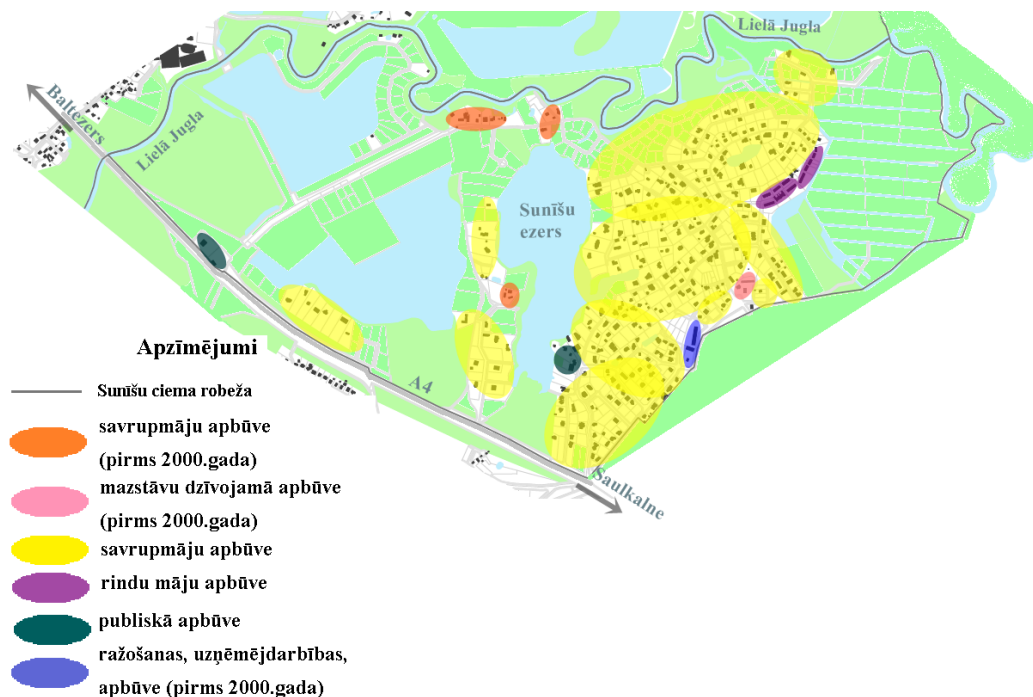 Lielā Jugla
Baltezers
Lielā Jugla
Sunīšu
ezers
A4
Saulkalne
Apzīmējumi
Sunīšu ciema robeža
savrupmāju apbūve
(pirms 2000.gada)
mazstāvu dzīvojamā apbūve
(pirms 2000.gada)
savrupmāju apbūve
rindu māju apbūve
publiskā apbūve
ražošanas, uzņēmējdarbības,
apbūve (pirms 2000.gada)